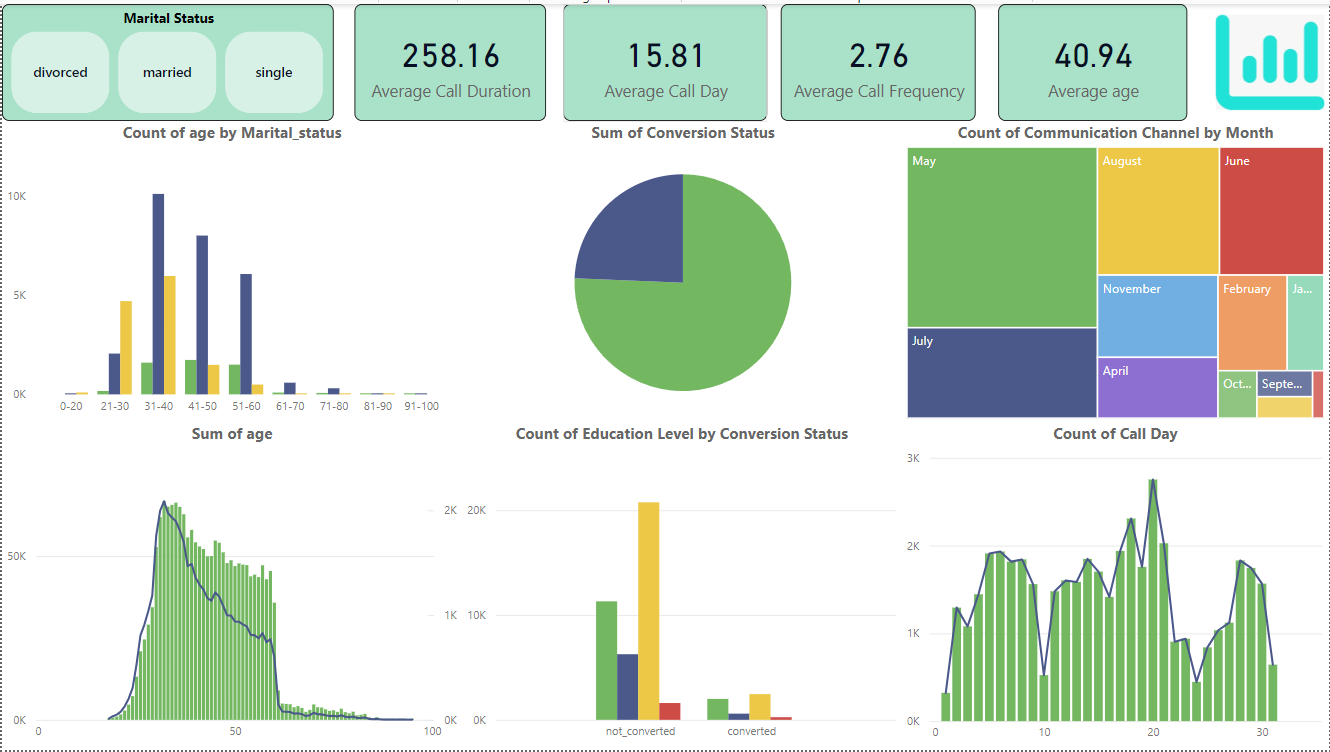 Marital Status
divorced married single
258.16
Average Call Duration
15.81
Average Call Day
2.76
Average Call Frequency
40.94
Average age
Count of age by Marital_status
10K
5K
0K
0-20 21-30 31-40 41-50 51-60 61-70 71-80 81-90 91-100
Sum of Conversion Status
Count of Communication Channel by Month
May
August
June
July
November
April
February
Ja...
Oct...
Septe...
Sum of age
50K
0K
2K
1K
0K
0 50 100
Count of Education Level by Conversion Status
20K
10K
0K
not_converted converted
Count of Call Day
3K
2K
1K
0K
0 10 20 30